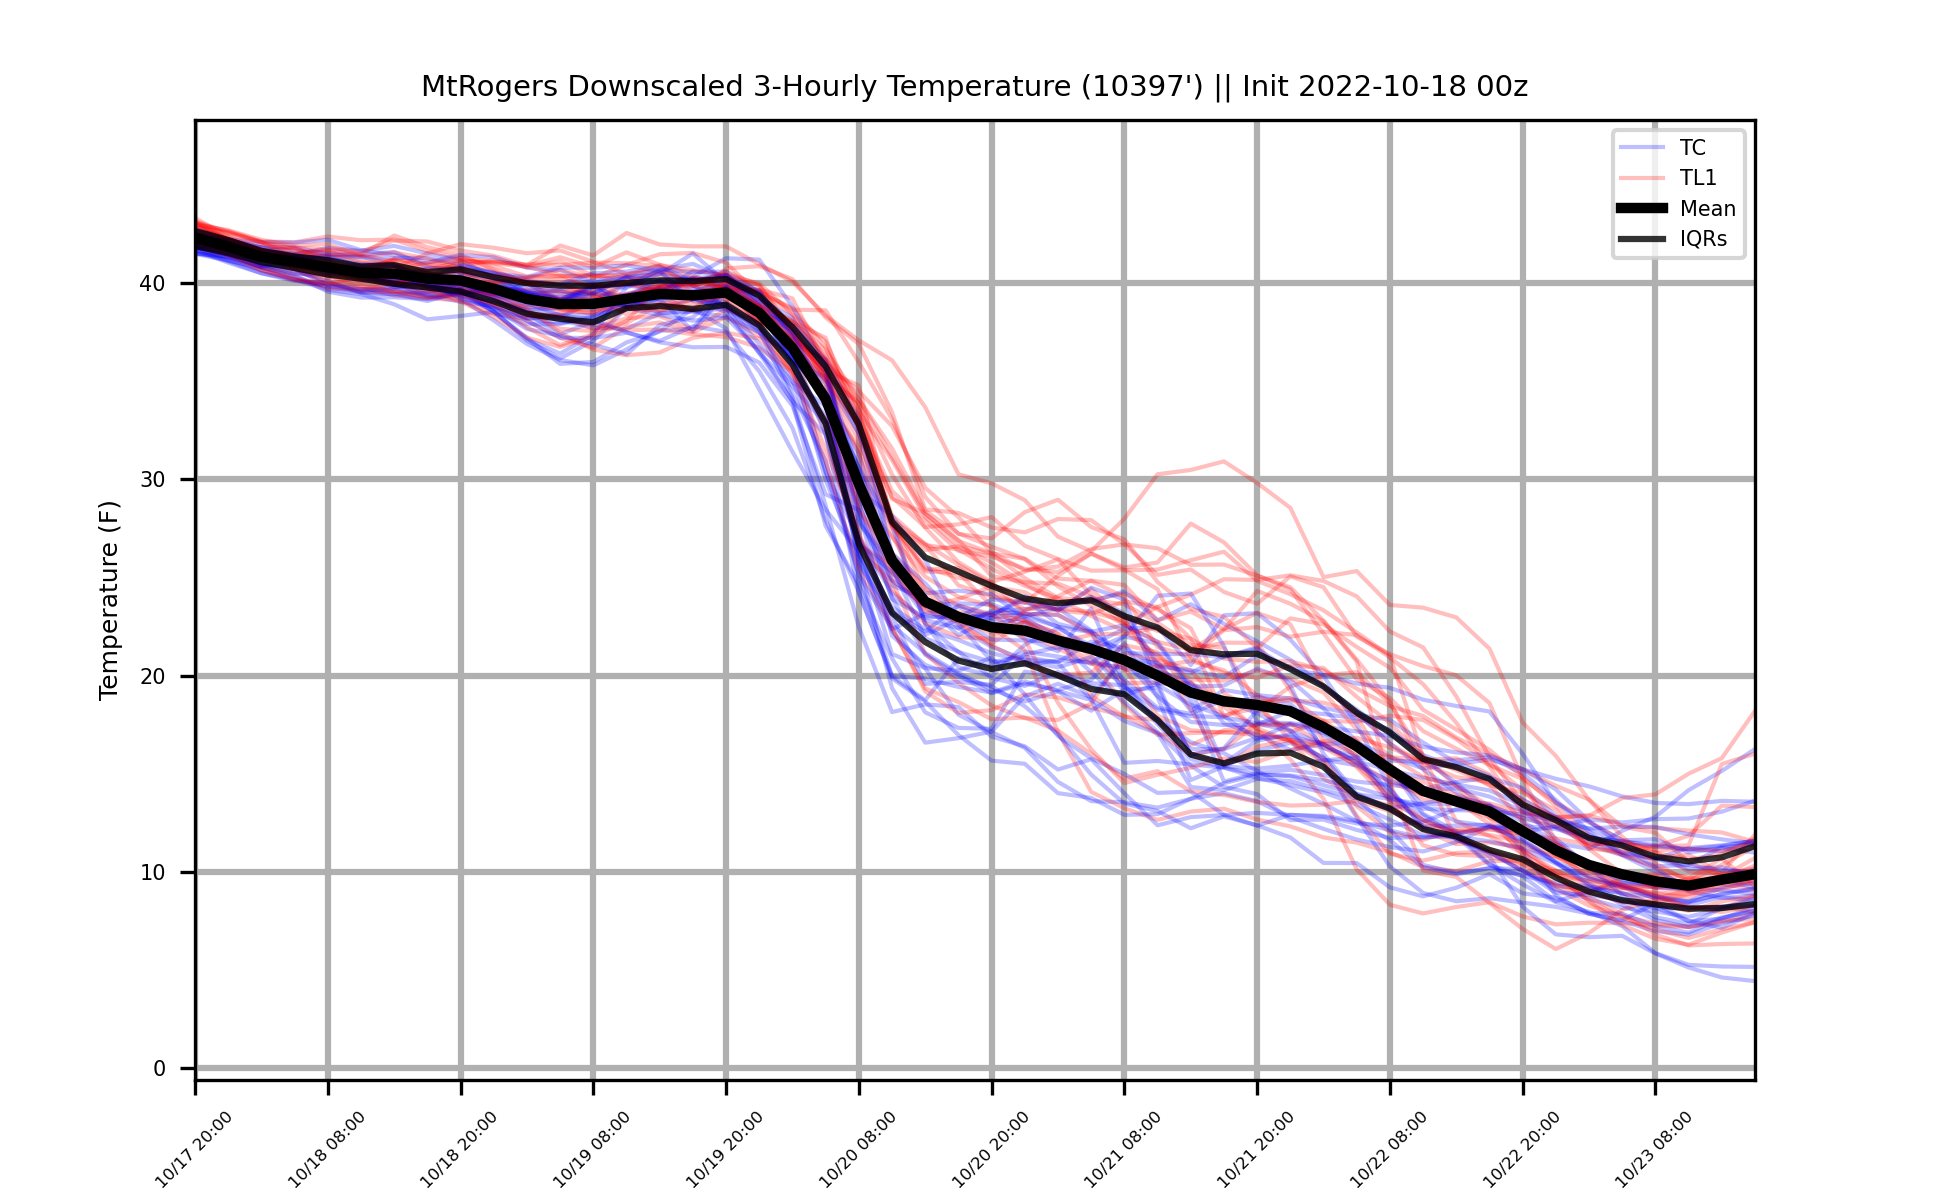 MtRogers Downscaled 3-Hourly Temperature (10397') || Init 2022-10-18 00z
TC
TL1
Mean
IQRs
Temperature (F)
40
30
20
10
0
10/17 20:00
10/18 08:00
10/18 20:00
10/19 08:00
10/19 20:00
10/20 08:00
10/20 20:00
10/21 08:00
10/21 20:00
10/22 08:00
10/22 20:00
10/23 08:00